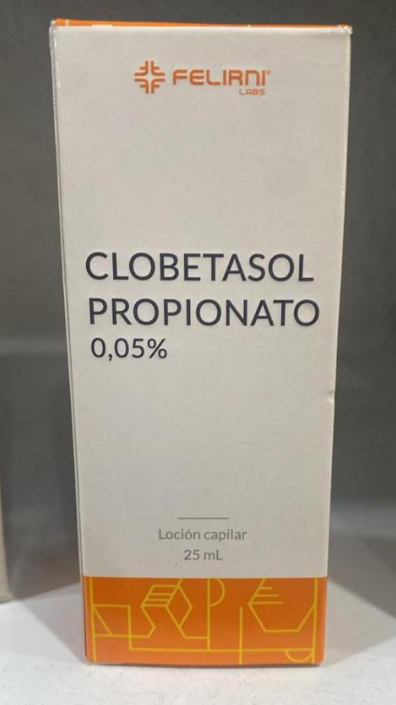 FELIRNI
LABS
CLOBETASOL
PROPIONATO
0,05%
Loción capilar
25 mL